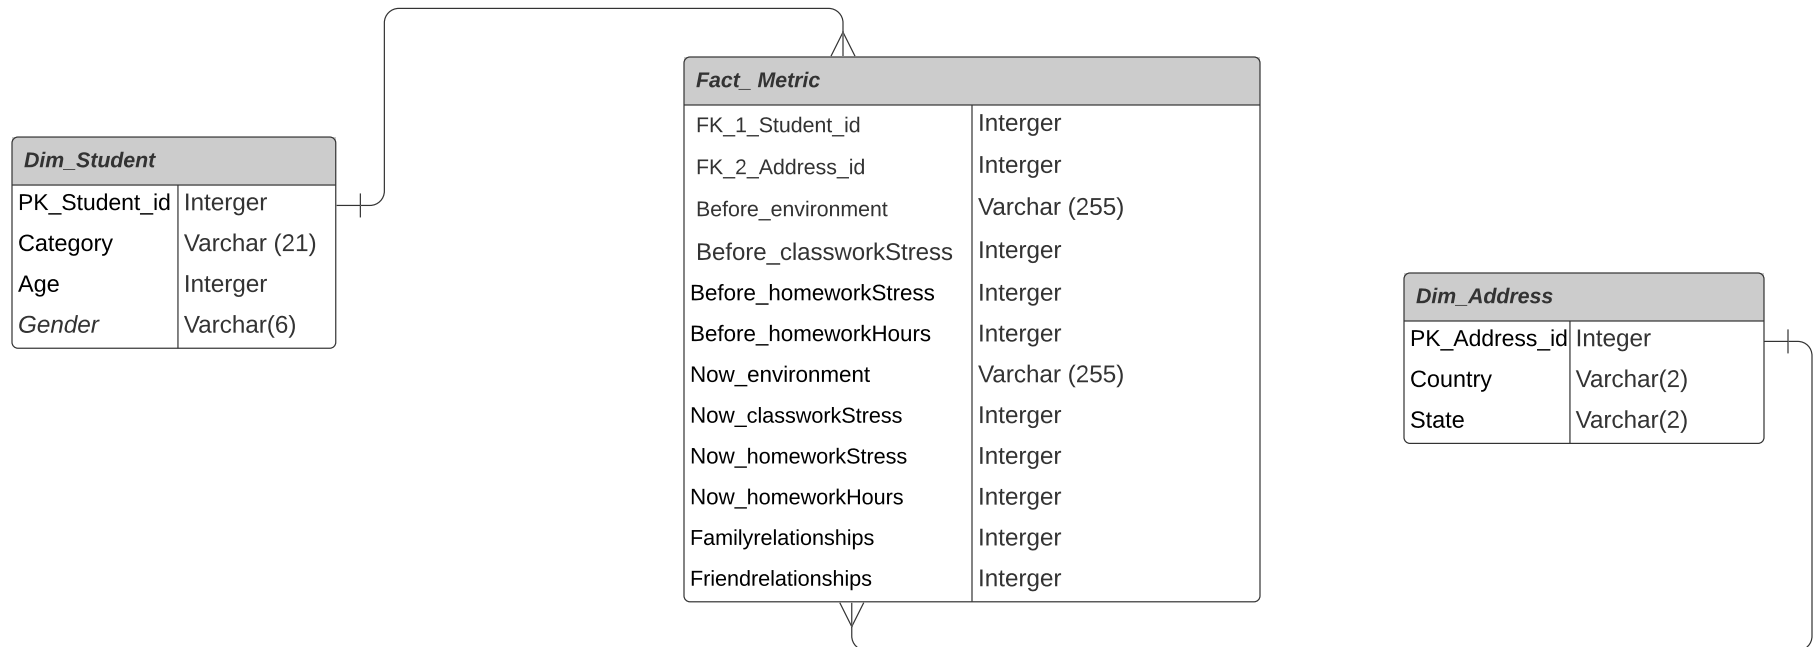 Fact_ Metric
FK_1_Student_id Interger
FK_2_Address_id Interger
Before_environment Varchar (255)
Before_classworkStress Interger
Before_homeworkStress Interger
Before_homeworkHours Interger
Now_environment Varchar (255)
Now_classworkStress Interger
Now_homeworkStress Interger
Now_homeworkHours Interger
Familyrelationships Interger
Friendrelationships Interger
Dim_Student
PK_Student_id Interger
Category Varchar (21)
Age Interger
Gender Varchar(6)
Dim_Address
PK_Address_id Integer
Country Varchar(2)
State Varchar(2)